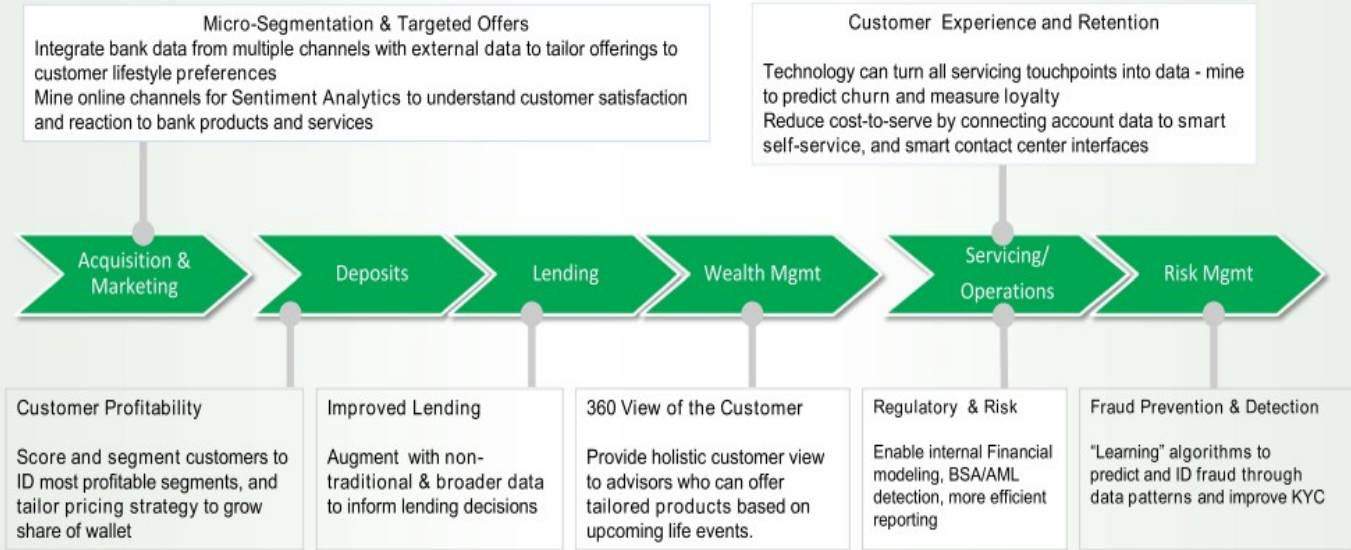 Micro-Segmentation & Targeted Offers
Integrate bank data from multiple channels with external data to tailor offerings to
customer lifestyle preferences
Mine online channels for Sentiment Analytics to understand customer satisfaction
and reaction to bank products and services
Customer Experience and Retention
Technology can turn all servicing touchpoints into data - mine
to predict churn and measure loyalty
Reduce cost-to-serve by connecting account data to smart
self-service, and smart contact center interfaces
Acquisition &
Marketing
Deposits
Lending
Wealth Mgmt
Servicing/
Operations
Risk Mgmt
Customer Profitability
Score and segment customers to
ID most profitable segments, and
tailor pricing strategy to grow
share of wallet
Improved Lending
Augment with non-
traditional & broader data
to inform lending decisions
360 View of the Customer
Provide holistic customer view
to advisors who can offer
tailored products based on
upcoming life events.
Regulatory & Risk
Enable internal Financial
modeling, BSA/AML
detection, more efficient
reporting
Fraud Prevention & Detection
“Learning” algorithms to
predict and ID fraud through
data patterns and improve KYC